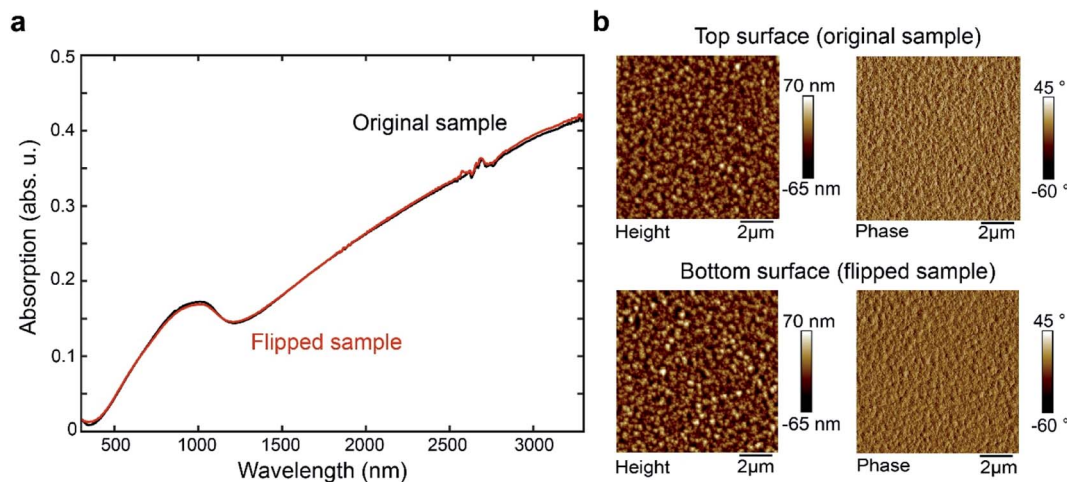 a
0.5
0.4
0.3
0.2
0.1
0
Absorption (abs. u.)
Original sample
Flipped sample
500 1000 1500 2000 2500 3000
Wavelength (nm)
b
Top surface (original sample)
70 nm
-65 nm
45 °
-60 °
Height 2μm
Phase 2μm
Bottom surface (flipped sample)
70 nm
-65 nm
45 °
-60 °
Height 2μm
Phase 2μm